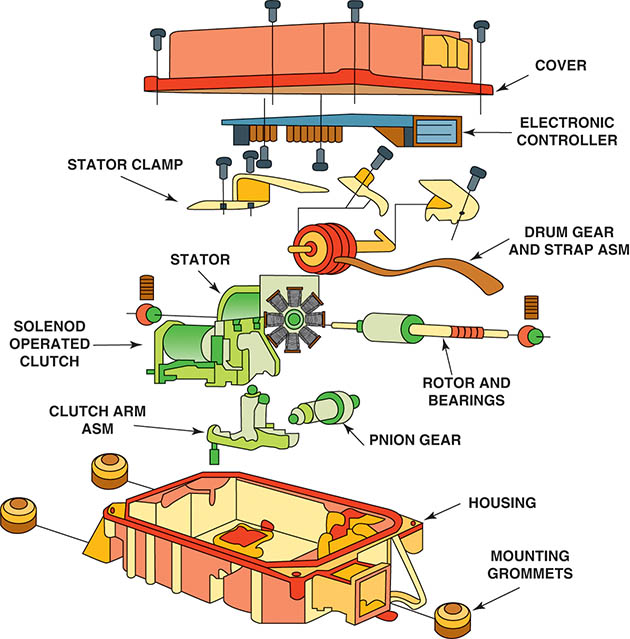 COVER
ELECTRONIC
CONTROLLER
STATOR CLAMP
DRUM GEAR
AND STRAP ASM
STATOR
SOLENOD
OPERATED
CLUTCH
ROTOR AND
BEARINGS
CLUTCH ARM
ASM
PNION GEAR
HOUSING
MOUNTING
GROMMETS